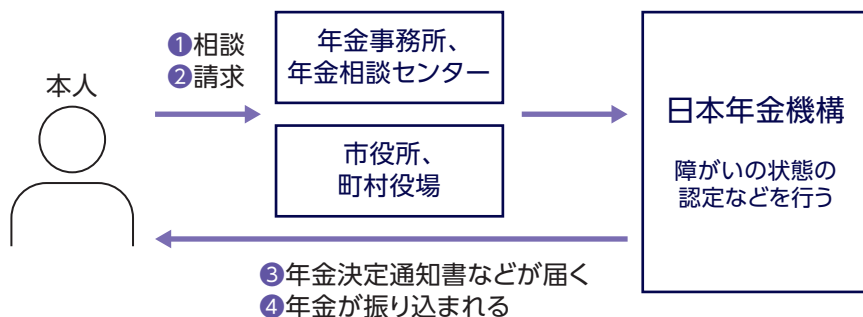 本人
❶相談
❷請求
年金事務所、
年金相談センター
市役所、
町村役場
日本年金機構
障がいの状態の
認定などを行う
❸年金決定通知書などが届く
❹年金が振り込まれる